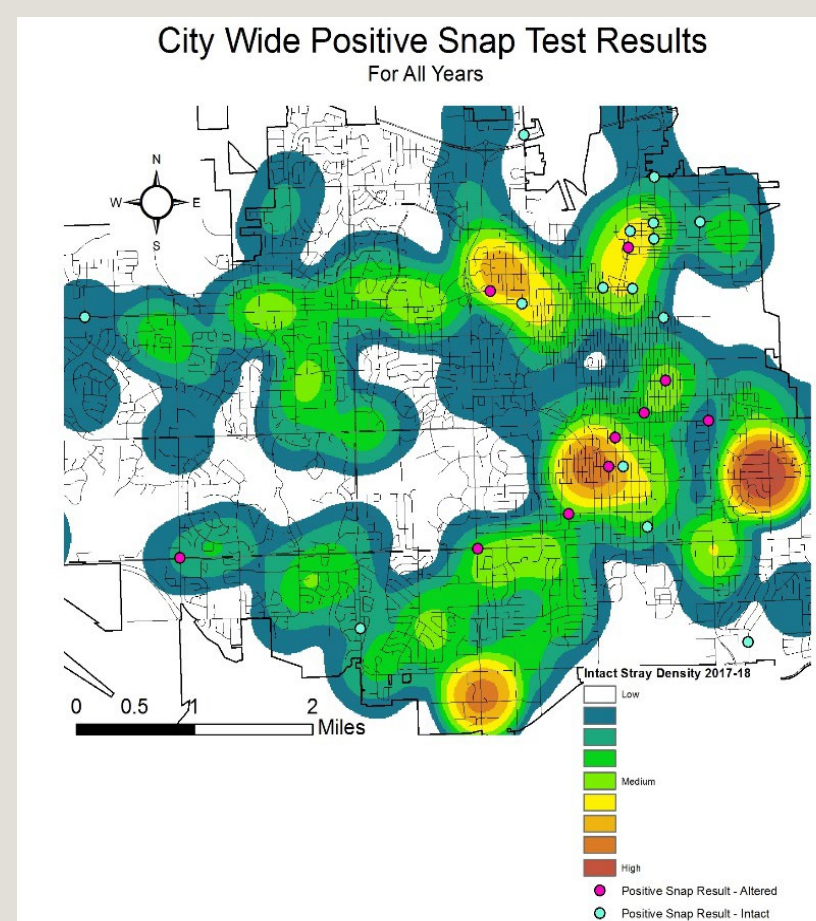 City Wide Positive Snap Test Results
For All Years
N
W E
S
0 0.5 1 2
Miles
Intact Stray Density 2017-18
Low
Medium
High
Positive Snap Result - Altered
Positive Snap Result - Intact